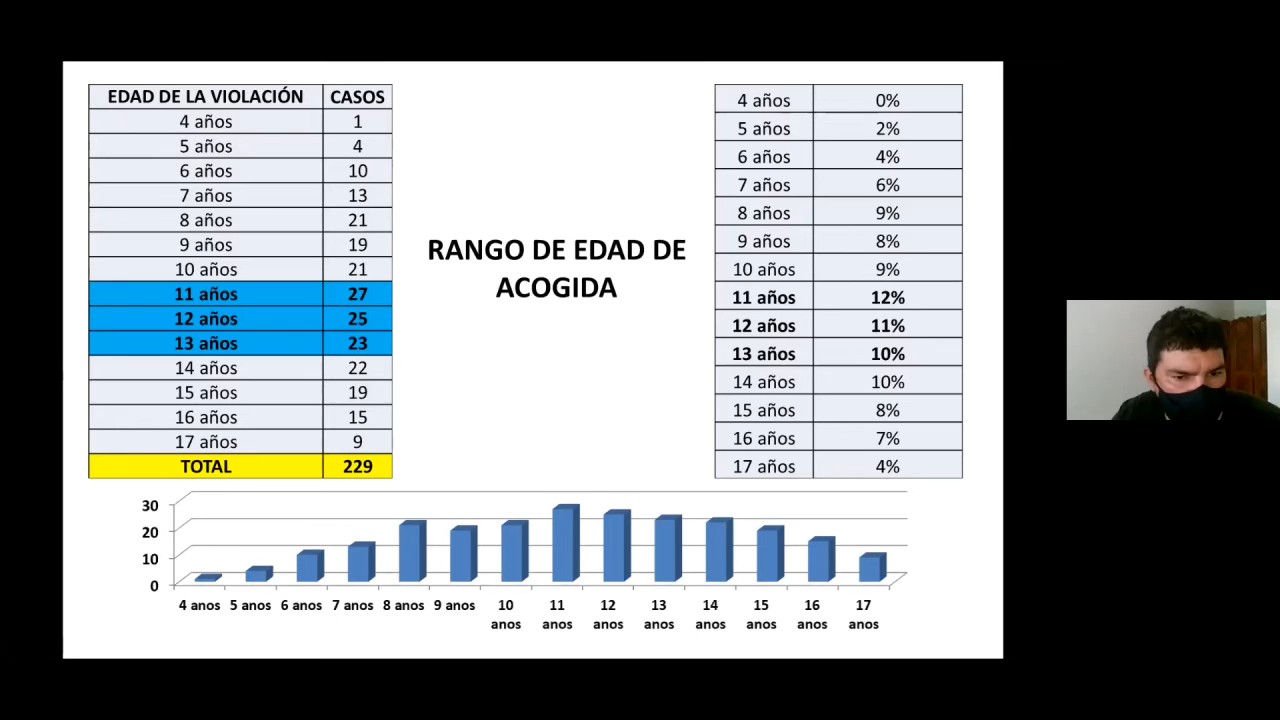 EDAD DE LA VIOLACIÓN CASOS
4 años 1
5 años 4
6 años 10
7 años 13
8 años 21
9 años 19
10 años 21
11 años 27
12 años 25
13 años 23
14 años 22
15 años 19
16 años 15
17 años 9
TOTAL 229
RANGO DE EDAD DE
ACOGIDA
4 años 0%
5 años 2%
6 años 4%
7 años 6%
8 años 9%
9 años 8%
10 años 9%
11 años 12%
12 años 11%
13 años 10%
14 años 10%
15 años 8%
16 años 7%
17 años 4%
30
20
10
0
4 anos 5 anos 6 anos 7 anos 8 anos 9 anos 10 11 12 13 14 15 16 17
anos anos anos anos anos anos anos anos